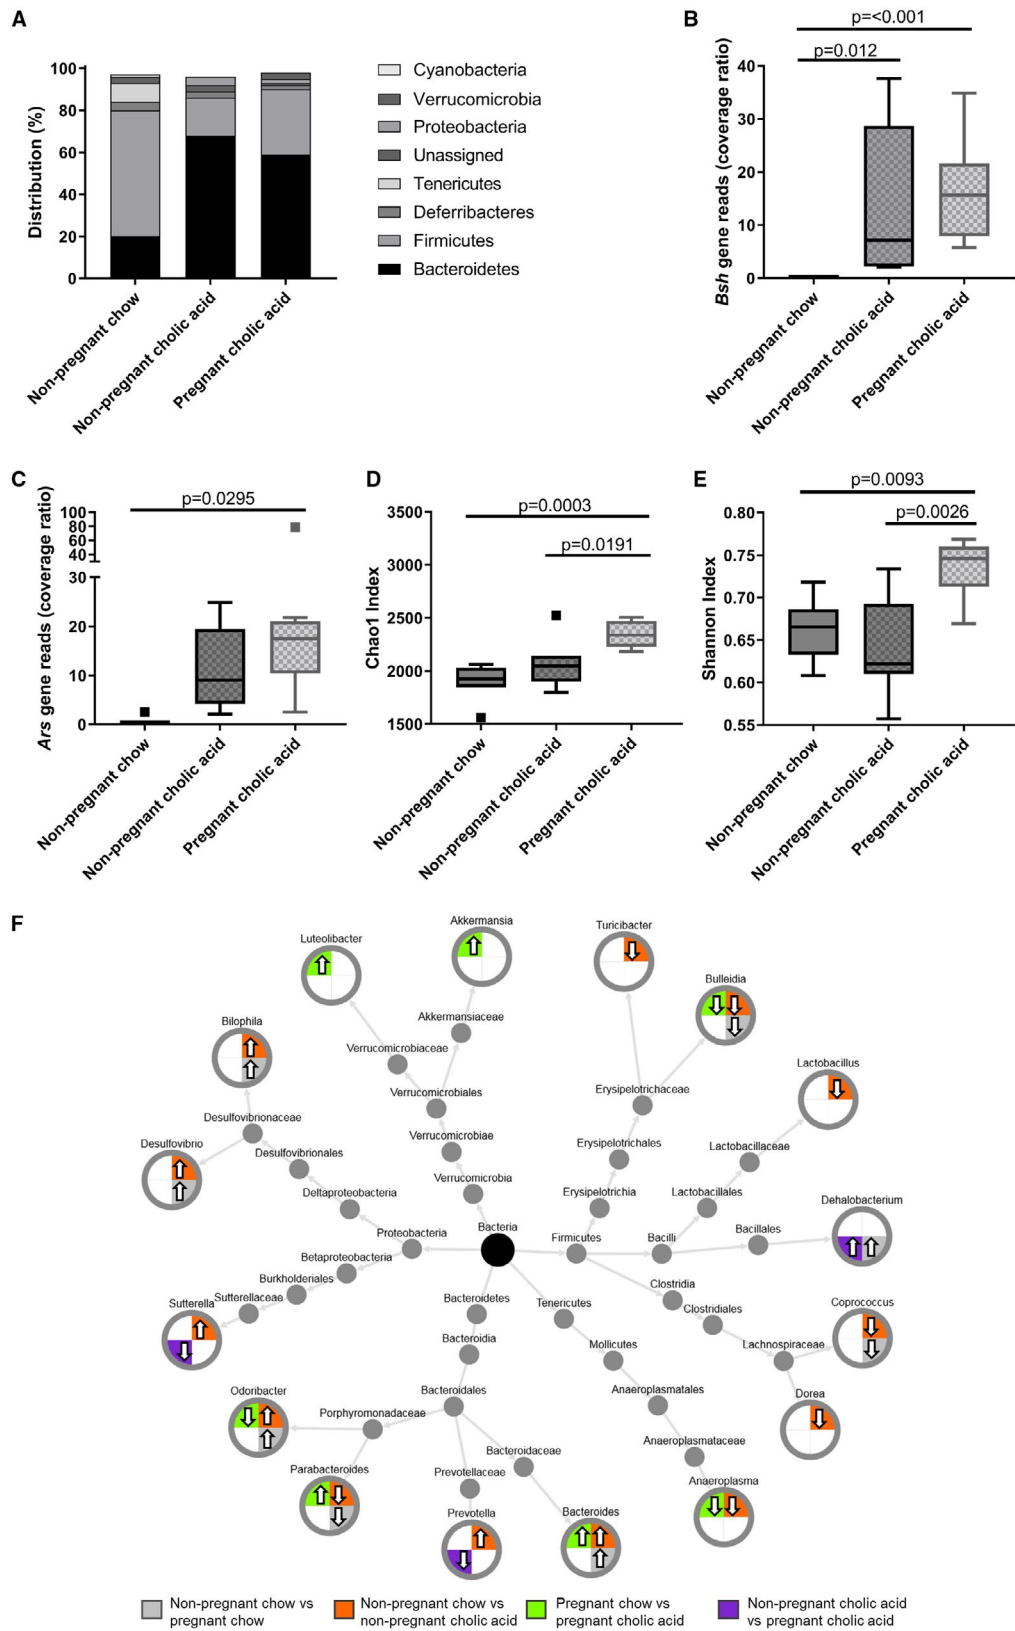 A
Distribution (%)
100
80
60
40
20
0
Non-pregnant chow
Non-pregnant cholic acid
Pregnant cholic acid
Cyanobacteria
Verrucomicrobia
Proteobacteria
Unassigned
Tenericutes
Deferribacteres
Firmicutes
Bacteroidetes
B
p=<0.001
p=0.012
Bsh gene reads (coverage ratio)
40
30
20
10
0
Non-pregnant chow
Non-pregnant cholic acid
Pregnant cholic acid
C
p=0.0295
Ars gene reads (coverage ratio)
100
80
60
40
30
20
10
0
Non-pregnant chow
Non-pregnant cholic acid
Pregnant cholic acid
D
p=0.0003
p=0.0191
Chao1 Index
3500
3000
2500
2000
1500
Non-pregnant chow
Non-pregnant cholic acid
Pregnant cholic acid
E
p=0.0093
p=0.0026
Shannon Index
0.80
0.75
0.70
0.65
0.60
0.55
Non-pregnant chow
Non-pregnant cholic acid
Pregnant cholic acid
F
Akkermansia
Turicibacter
Luteolibacter
Bulleidia
Bilophila
Akkermansiaceae
Verrucomicrobiaceae
Lactobacillus
Erysipelotrichaceae
Verrucomicrobiales
Desulfovibrionaceae
Verrucomicrobiae
Erysipelotrichales
Lactobacillaceae
Desulfovibrio
Desulfovibrionales
Verrucomicrobia
Erysipelotrichia
Lactobacillales
Deltaproteobacteria
Dehalobacterium
Bacteria
Proteobacteria
Firmicutes
Bacilli
Bacillales
Betaproteobacteria
Burkholderiales
Clostridia
Sutterella
Sutterellaceae
Bacteroidetes
Tenericutes
Clostridiales
Coprococcus
Bacteroidia
Mollicutes
Lachnospiraceae
Odoribacter
Bacteroidales
Anaeroplasmatales
Dorea
Porphyromonadaceae
Anaeroplasmataceae
Bacteroidaceae
Parabacteroides
Prevotellaceae
Anaeroplasma
Prevotella
Bacteroides
Non-pregnant chow vs
pregnant chow
Non-pregnant chow vs
non-pregnant cholic acid
Pregnant chow vs
pregnant cholic acid
Non-pregnant cholic acid
vs pregnant cholic acid